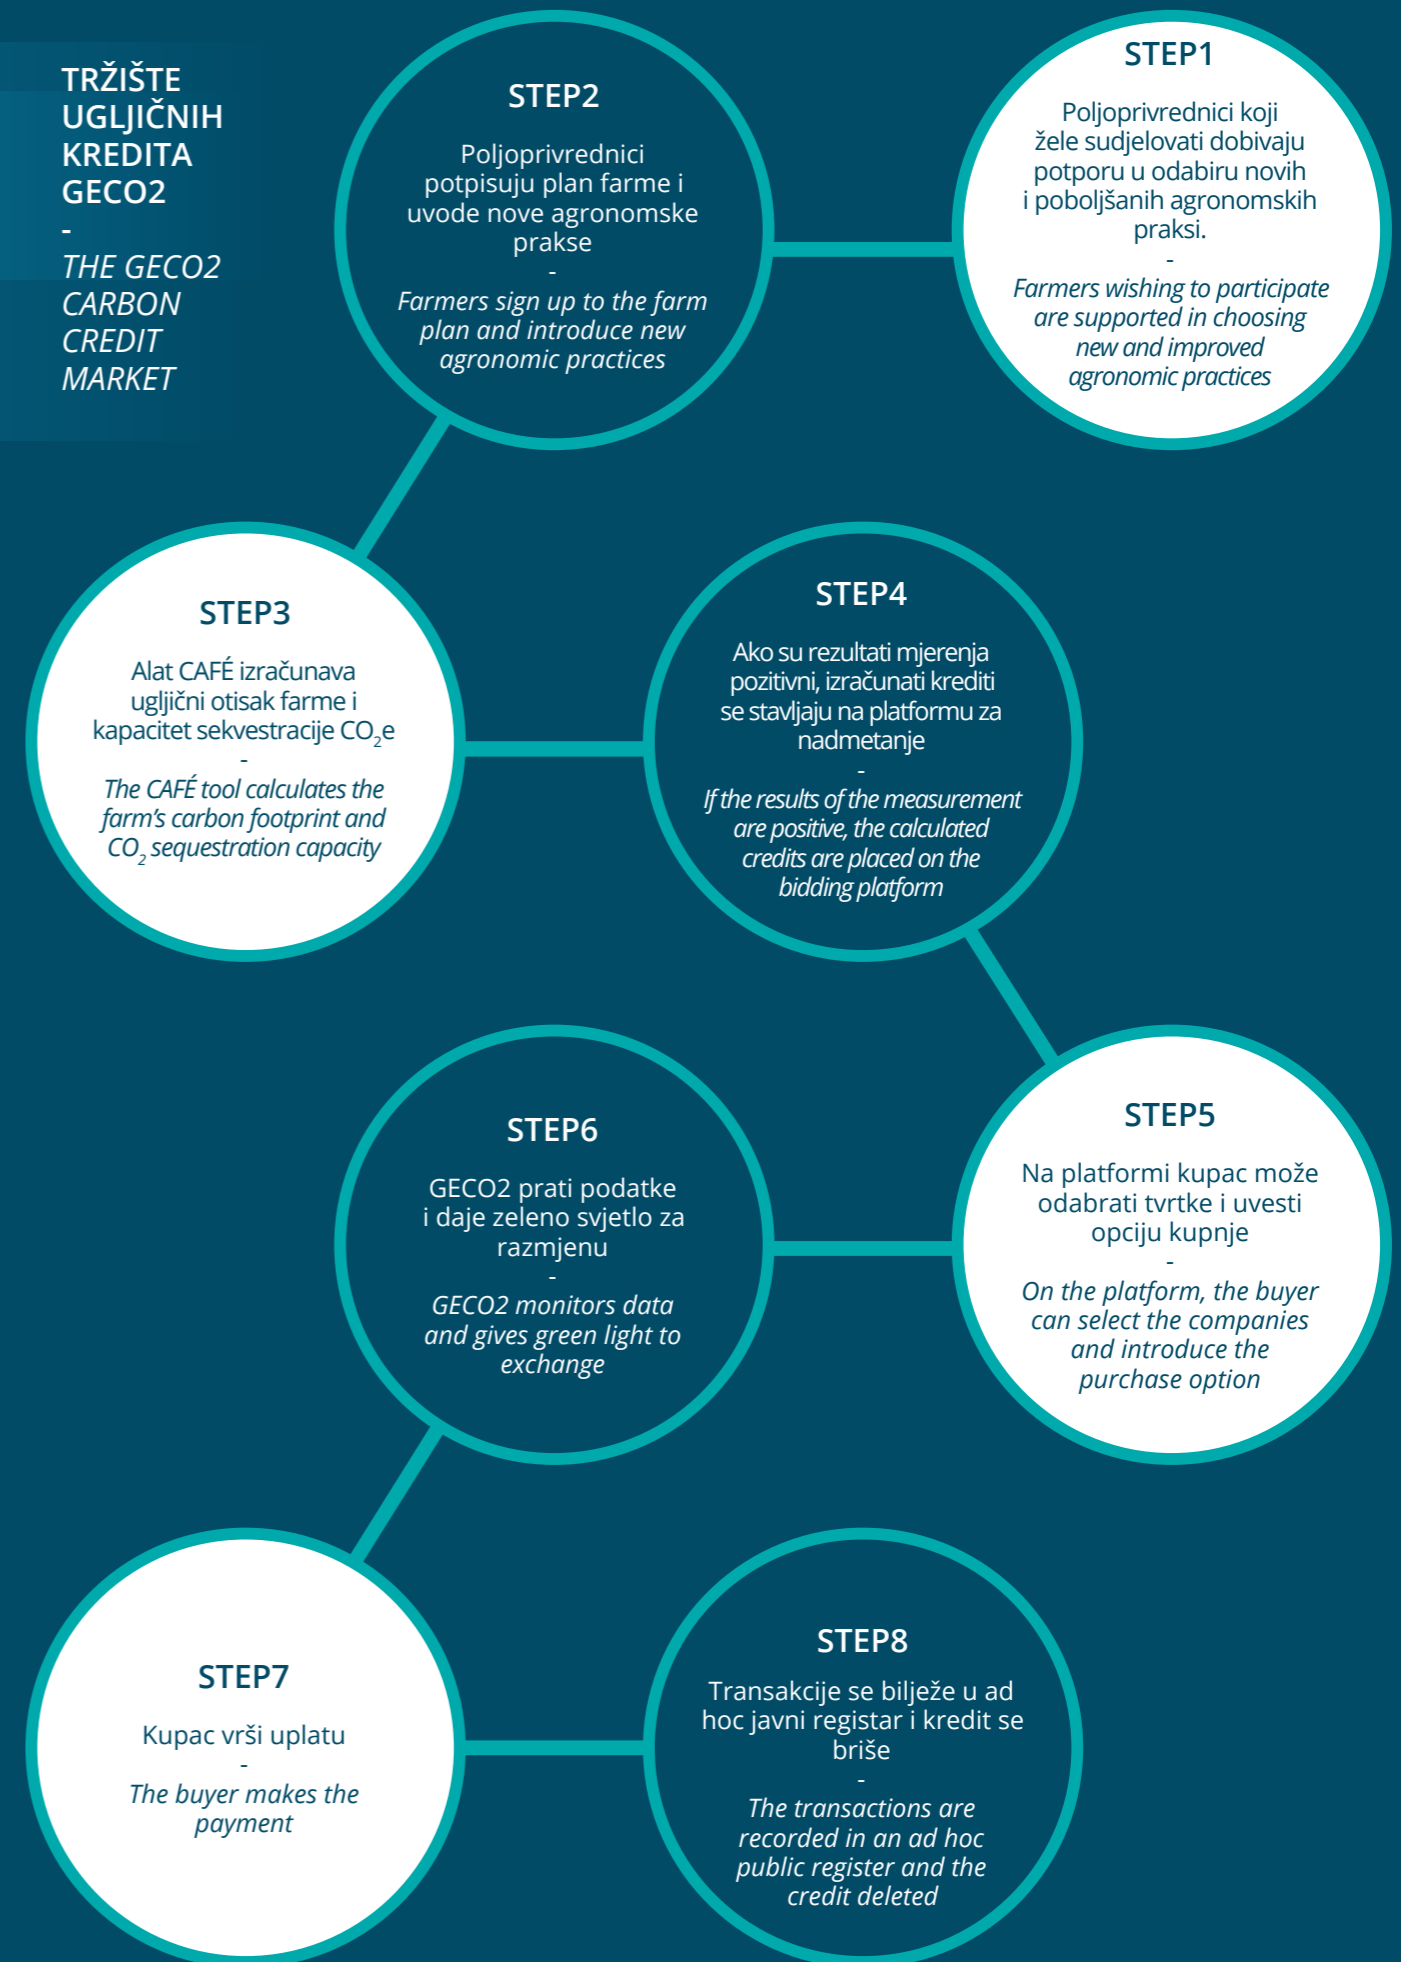 TRŽIŠTE
UGLJIČNIH
KREDITA
GECO2
-
THE GECO2
CARBON
CREDIT
MARKET
STEP1
Poljoprivrednici koji
žele sudjelovati dobivaju
potporu u odabiru novih
i poboljšanih agronomskih
praksi.
-
Farmers wishing to participate
are supported in choosing
new and improved
agronomic practices
STEP2
Poljoprivrednici
potpisuju plan farme i
uvode nove agronomske
prakse
-
Farmers sign up to the farm
plan and introduce new
agronomic practices
STEP3
Alat CAFÉ izračunava
ugljični otisak farme i
kapacitet sekvestracije CO₂e
-
The CAFÉ tool calculates the
farm’s carbon footprint and
CO₂ sequestration capacity
STEP4
Ako su rezultati mjerenja
pozitivni, izračunati krediti
se stavljaju na platformu za
nadmetanje
-
If the results of the measurement
are positive, the calculated
credits are placed on the
bidding platform
STEP5
Na platformi kupac može
odabrati tvrtke i uvesti
opciju kupnje
-
On the platform, the buyer
can select the companies
and introduce the
purchase option
STEP6
GECO2 prati podatke
i daje zeleno svjetlo za
razmjenu
-
GECO2 monitors data
and gives green light to
exchange
STEP7
Kupac vrši uplatu
-
The buyer makes the
payment
STEP8
Transakcije se bilježe u ad
hoc javni registar i kredit se
briše
-
The transactions are
recorded in an ad hoc
public register and the
credit deleted